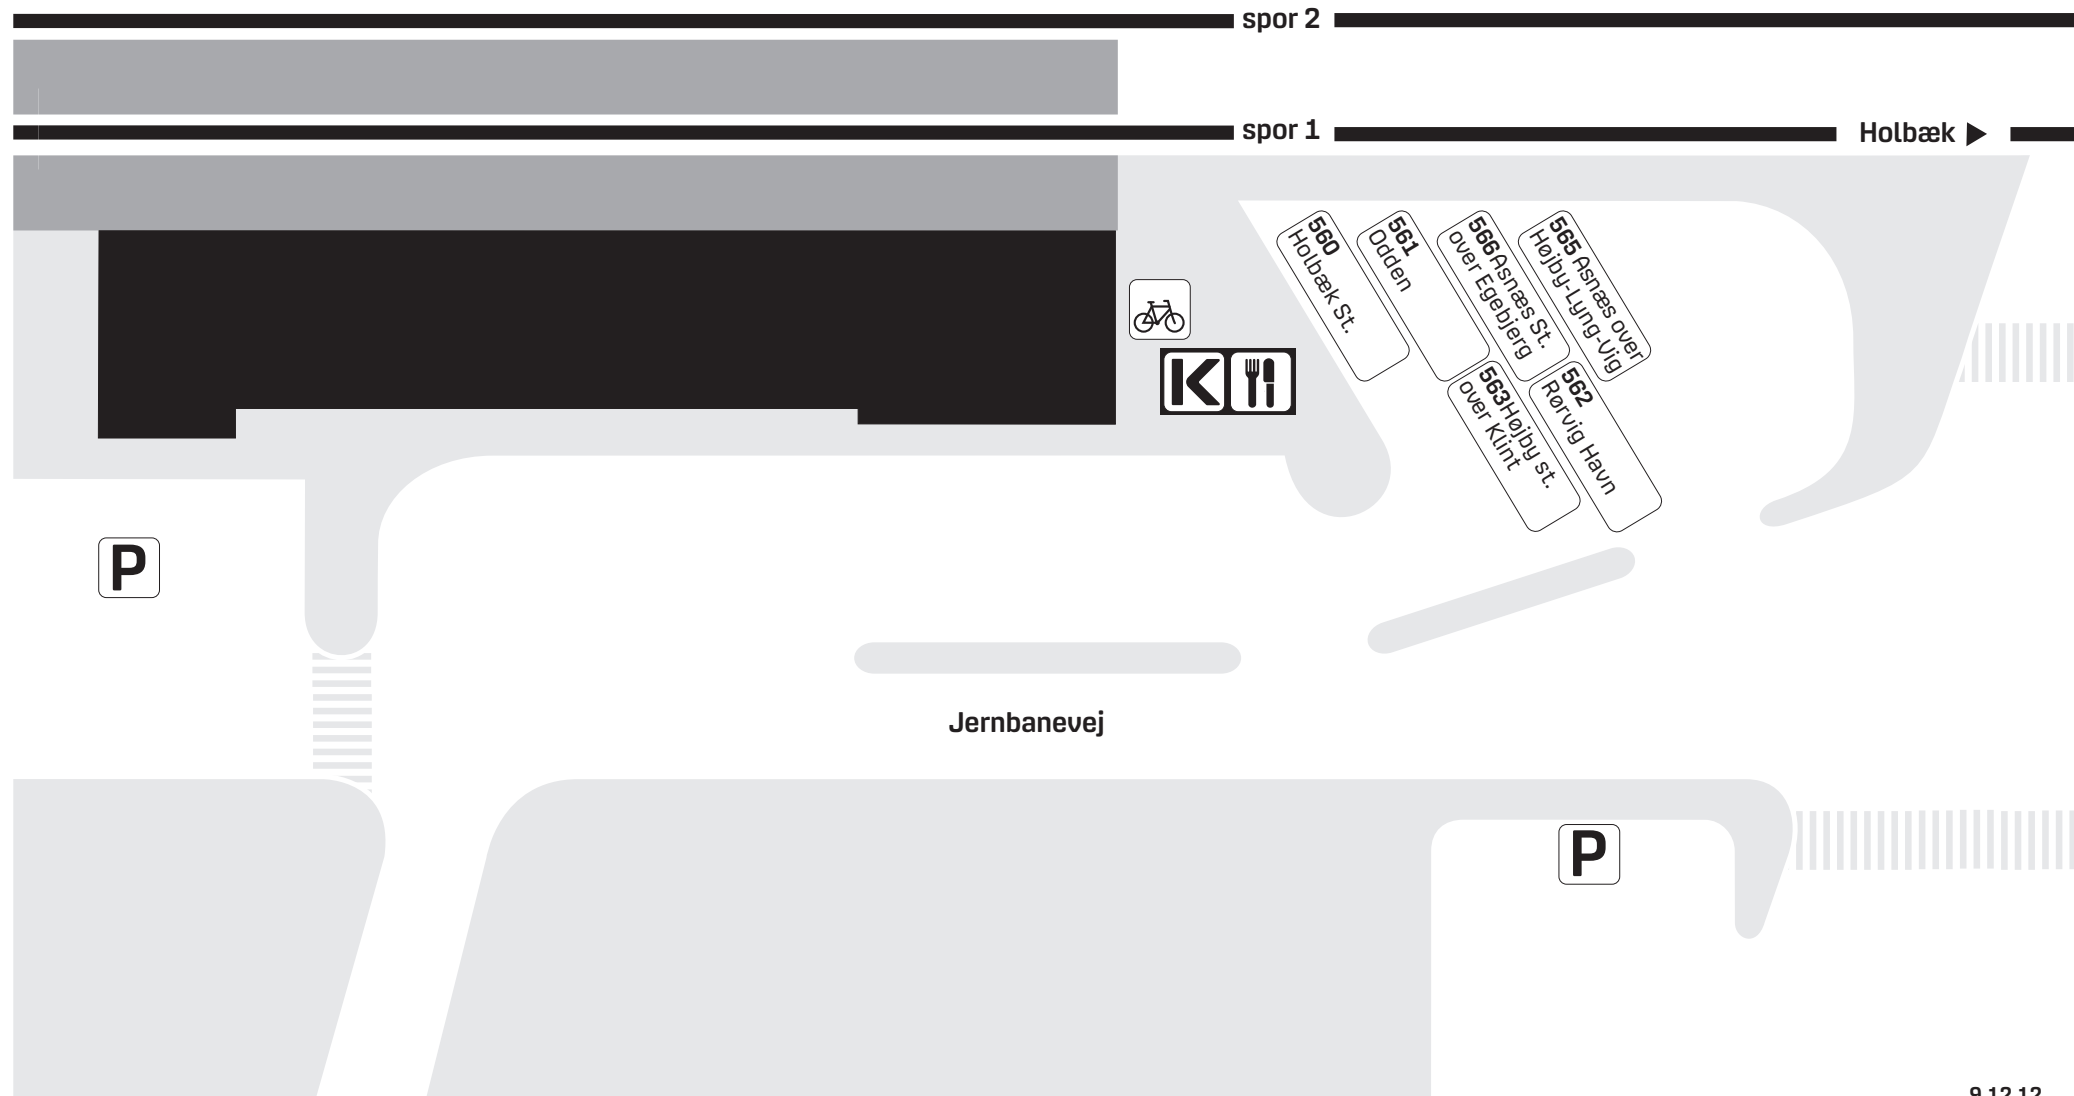 spor 2
spor 1
Holbæk
560
Holbæk St.
561
Odden
566 Asnæs St.
over Egebjerg
565 Asnæs over
Højby-Lyng-Vig
563 Højby st.
over Klint
562
Rørvig Havn
K
P
Jernbanevej
P
9.12.12